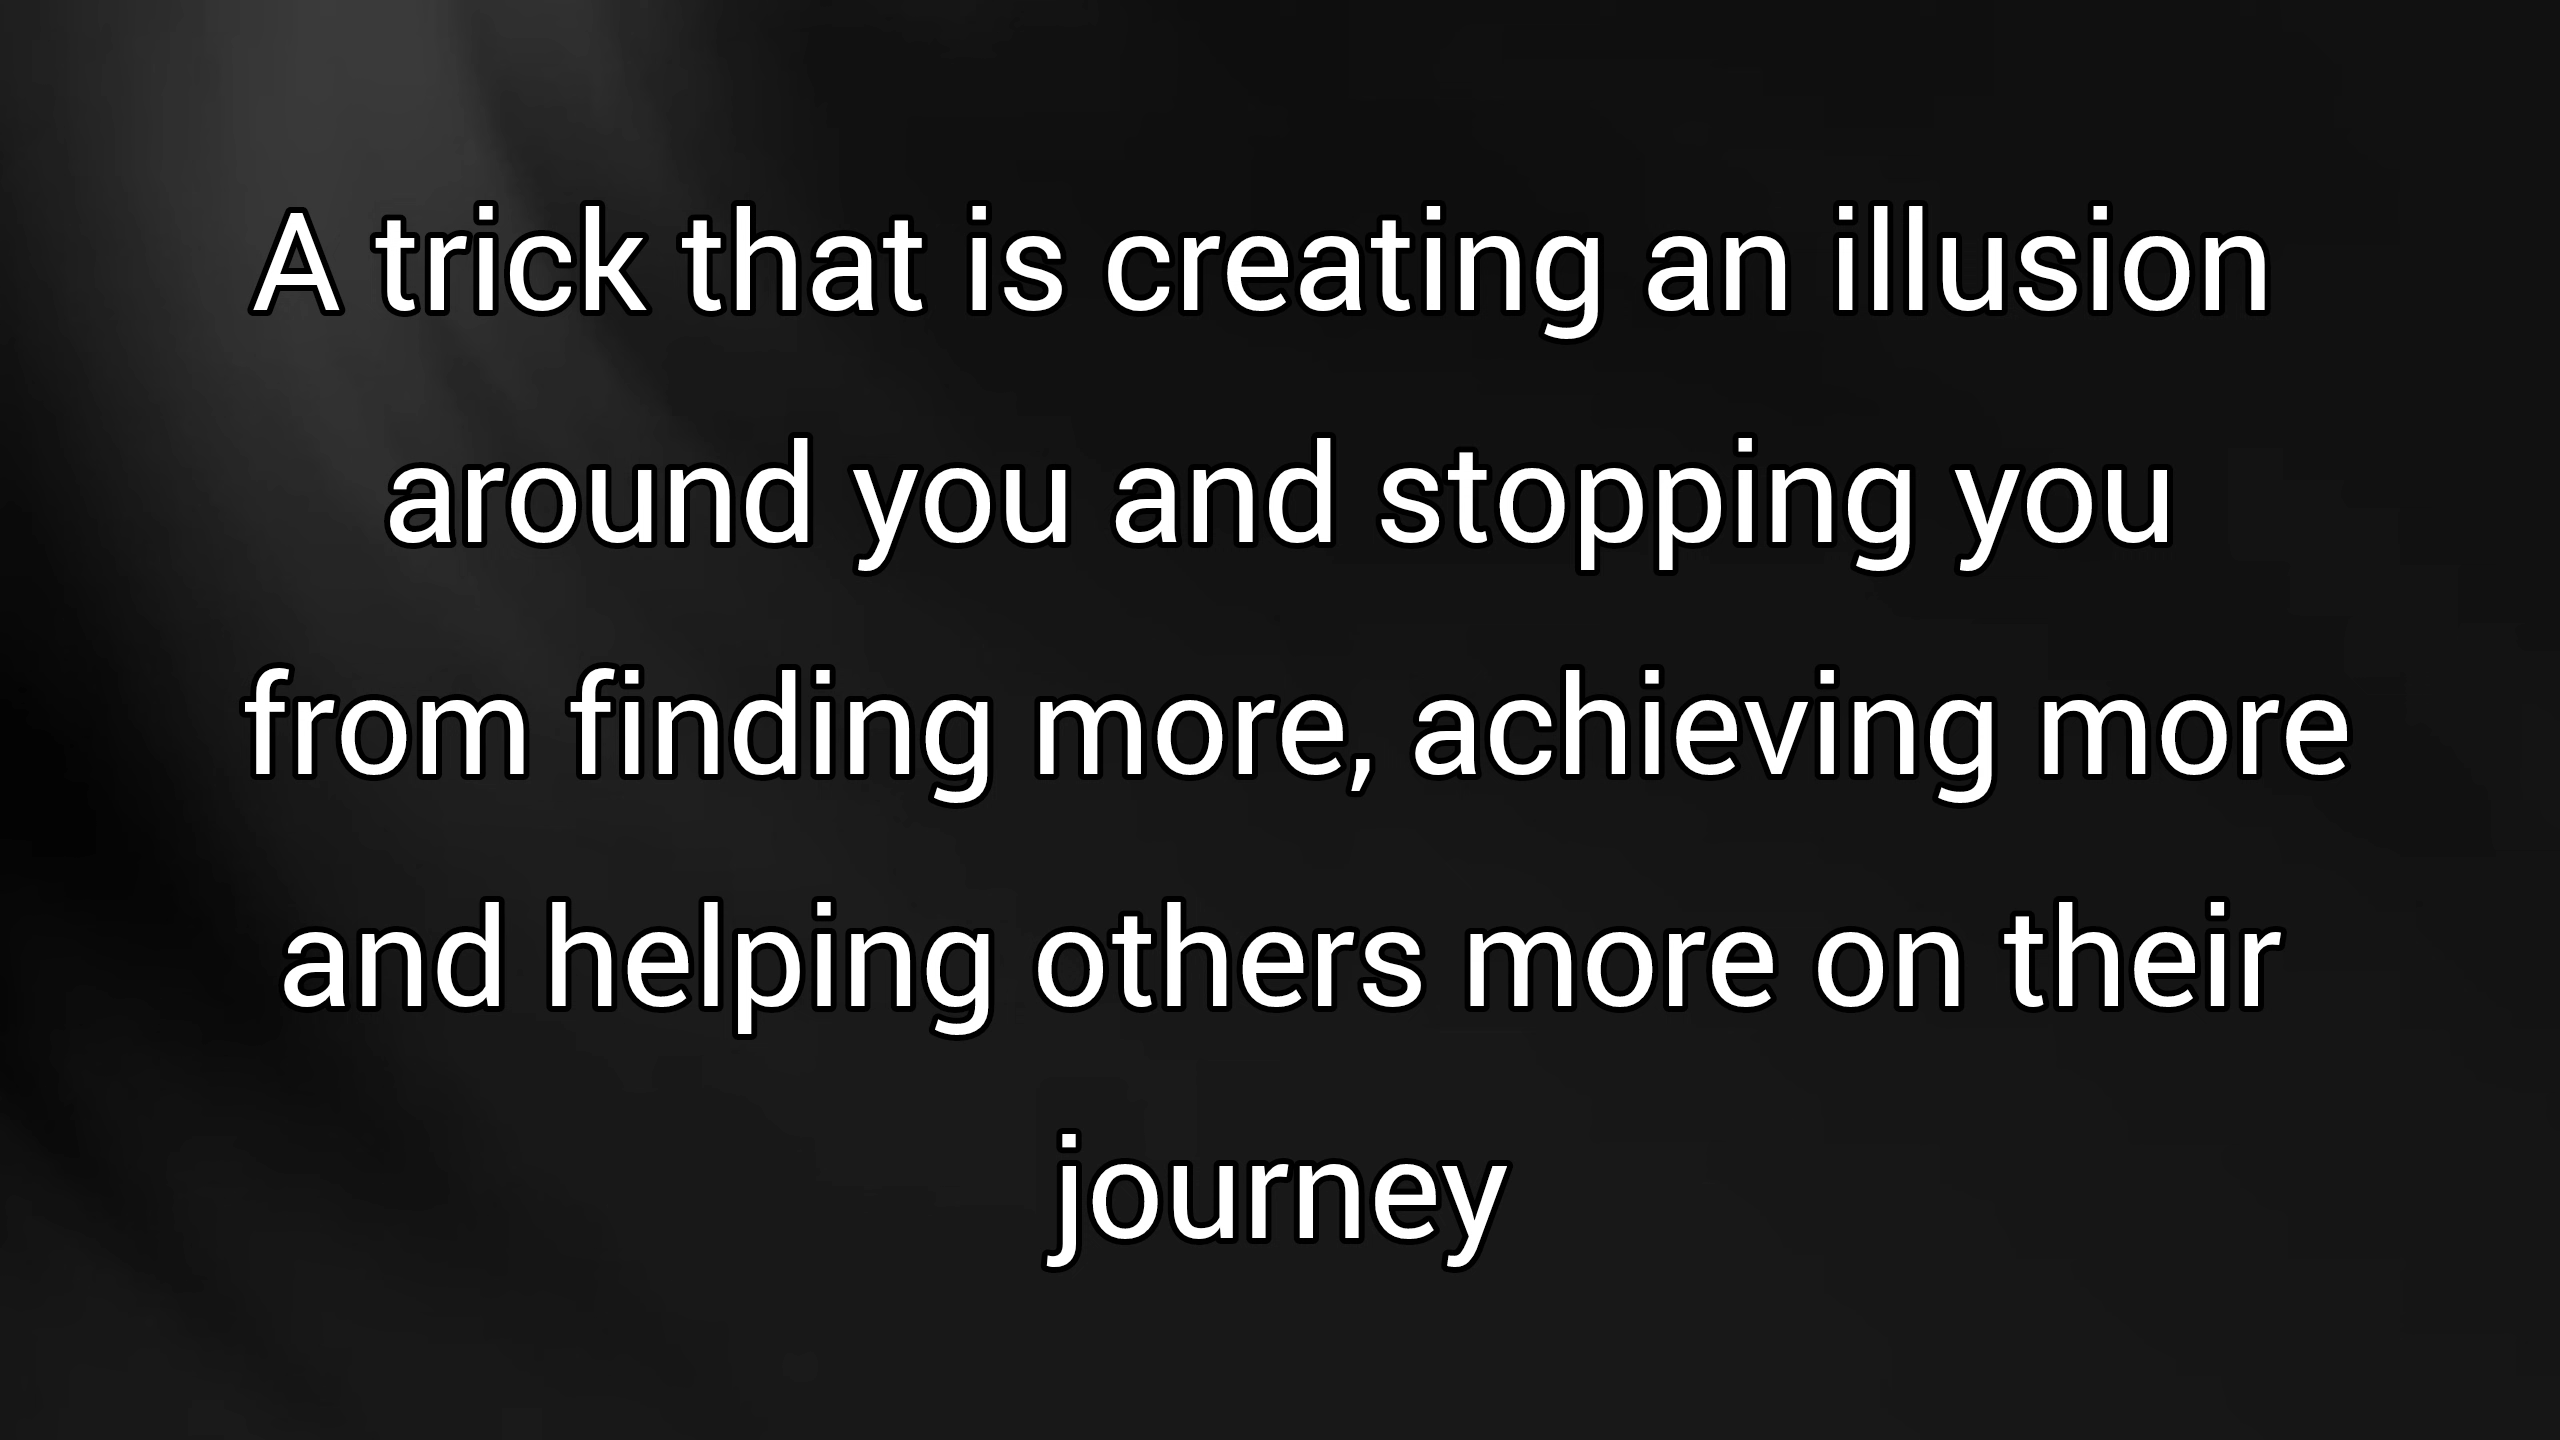 A trick that is creating an illusion
around you and stopping you
from finding more, achieving more
and helping others more on their
journey